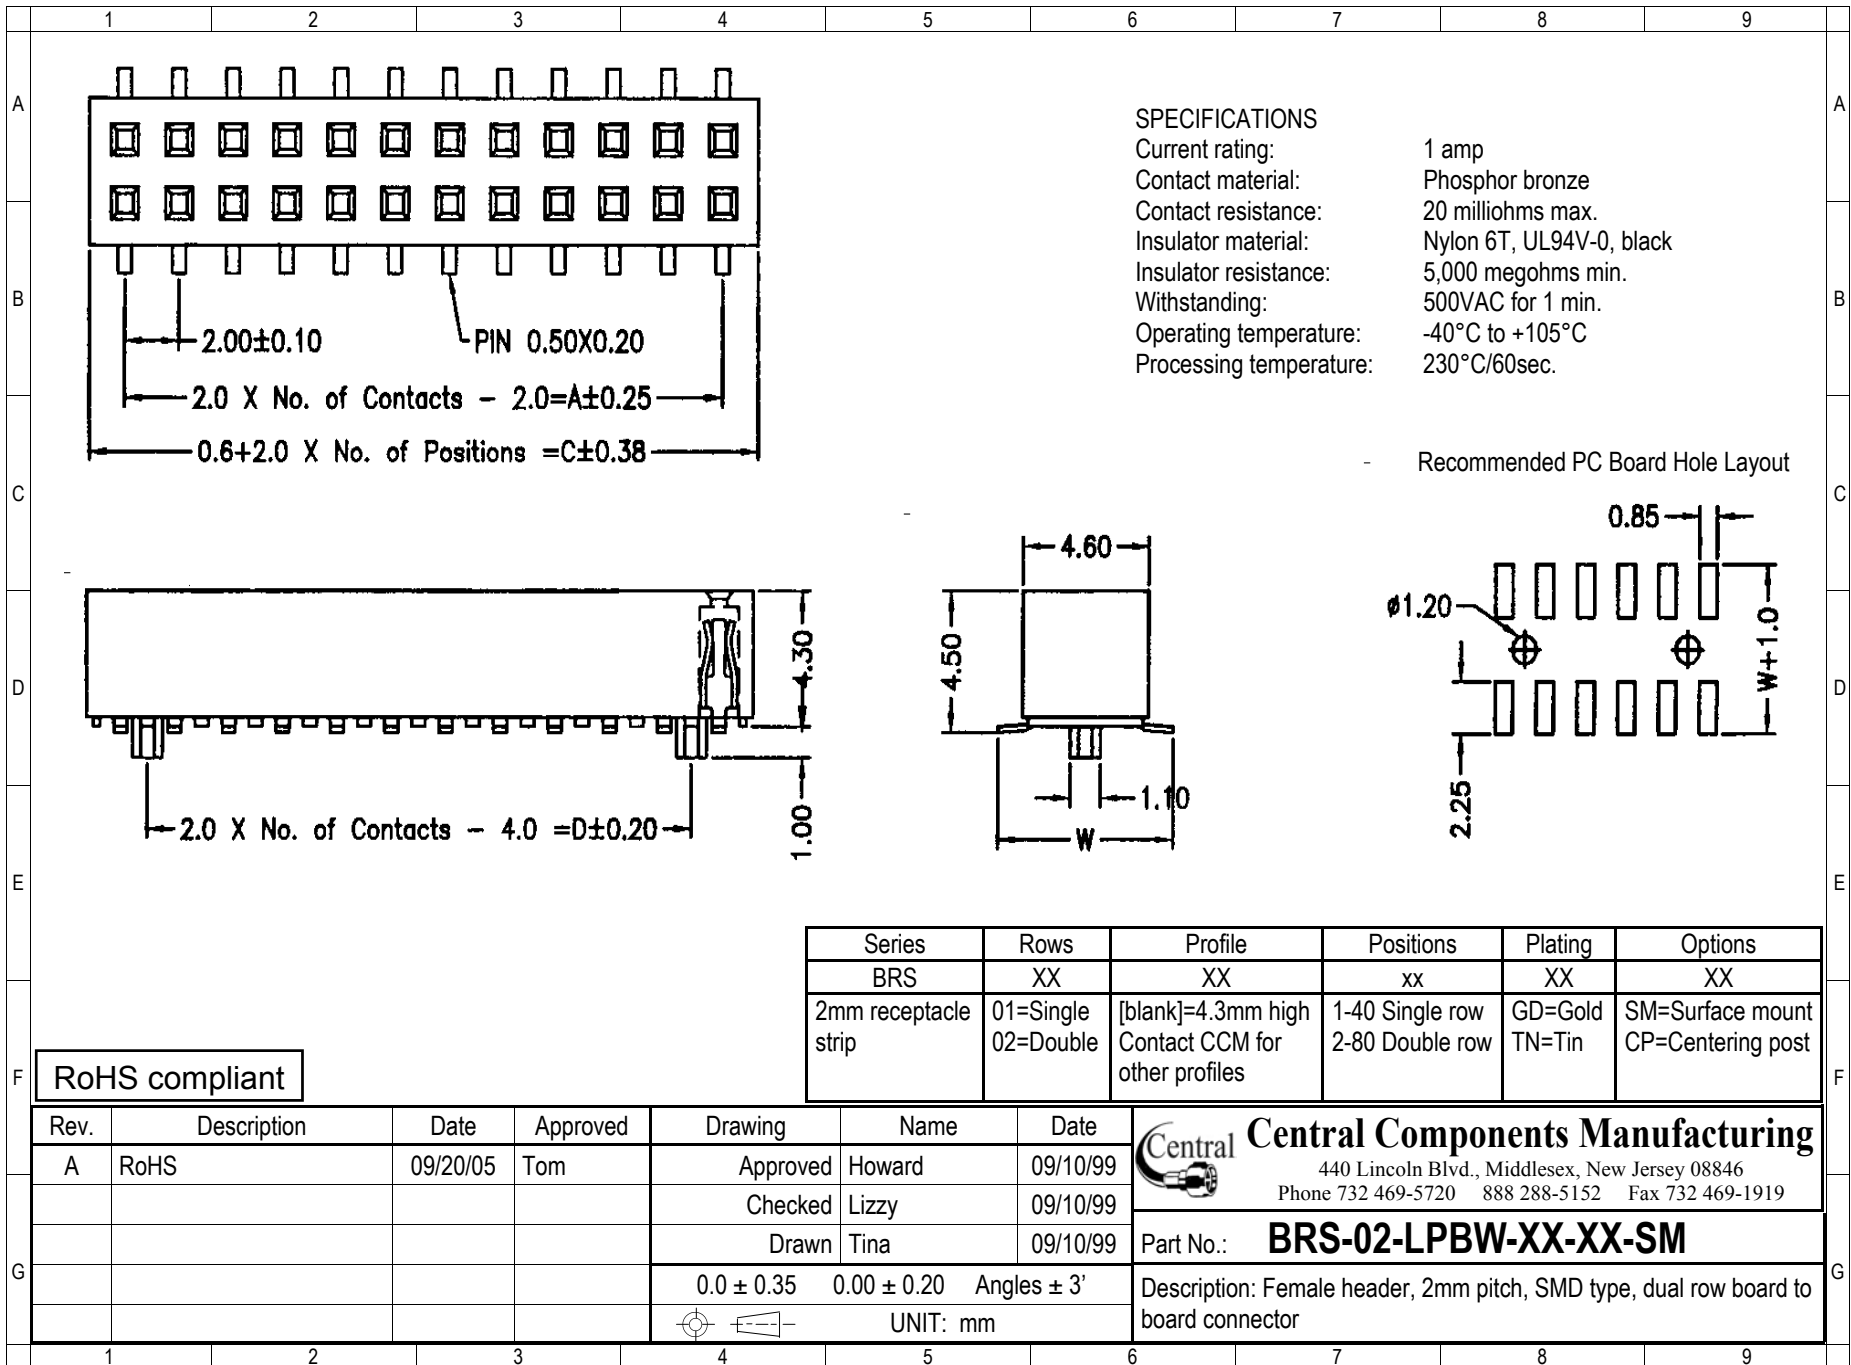 1 2 3 4 5 6 7 8 9
A A
SPECIFICATIONS
Current rating: 1 amp
Contact material: Phosphor bronze
Contact resistance: 20 milliohms max.
Insulator material: Nylon 6T, UL94V-0, black
Insulator resistance: 5,000 megohms min.
Withstanding: 500VAC for 1 min.
Operating temperature: -40°C to +105°C
Processing temperature: 230°C/60sec.
B B
2.00±0.10
PIN 0.50X0.20
2.0 X No. of Contacts - 2.0=A±0.25
0.6+2.0 X No. of Positions =C±0.38
Recommended PC Board Hole Layout
C C
0.85
4.60
ø1.20
4.30
4.50
W+1.0
D D
2.25
1.10
1.00
2.0 X No. of Contacts - 4.0 =D±0.20
W
E E
Series Rows Profile Positions Plating Options
BRS XX XX xx XX XX
2mm receptacle 01=Single [blank]=4.3mm high 1-40 Single row GD=Gold SM=Surface mount
strip 02=Double Contact CCM for 2-80 Double row TN=Tin CP=Centering post
other profiles
F F
RoHS compliant
Rev. Description Date Approved Drawing Name Date
A RoHS 09/20/05 Tom Approved Howard 09/10/99
Checked Lizzy 09/10/99
Drawn Tina 09/10/99
0.0 ± 0.35 0.00 ± 0.20 Angles ± 3’
UNIT: mm
Central
Central Components Manufacturing
440 Lincoln Blvd., Middlesex, New Jersey 08846
Phone 732 469-5720 888 288-5152 Fax 732 469-1919
Part No.: BRS-02-LPBW-XX-XX-SM
Description: Female header, 2mm pitch, SMD type, dual row board to
board connector
G G
1 2 3 4 5 6 7 8 9